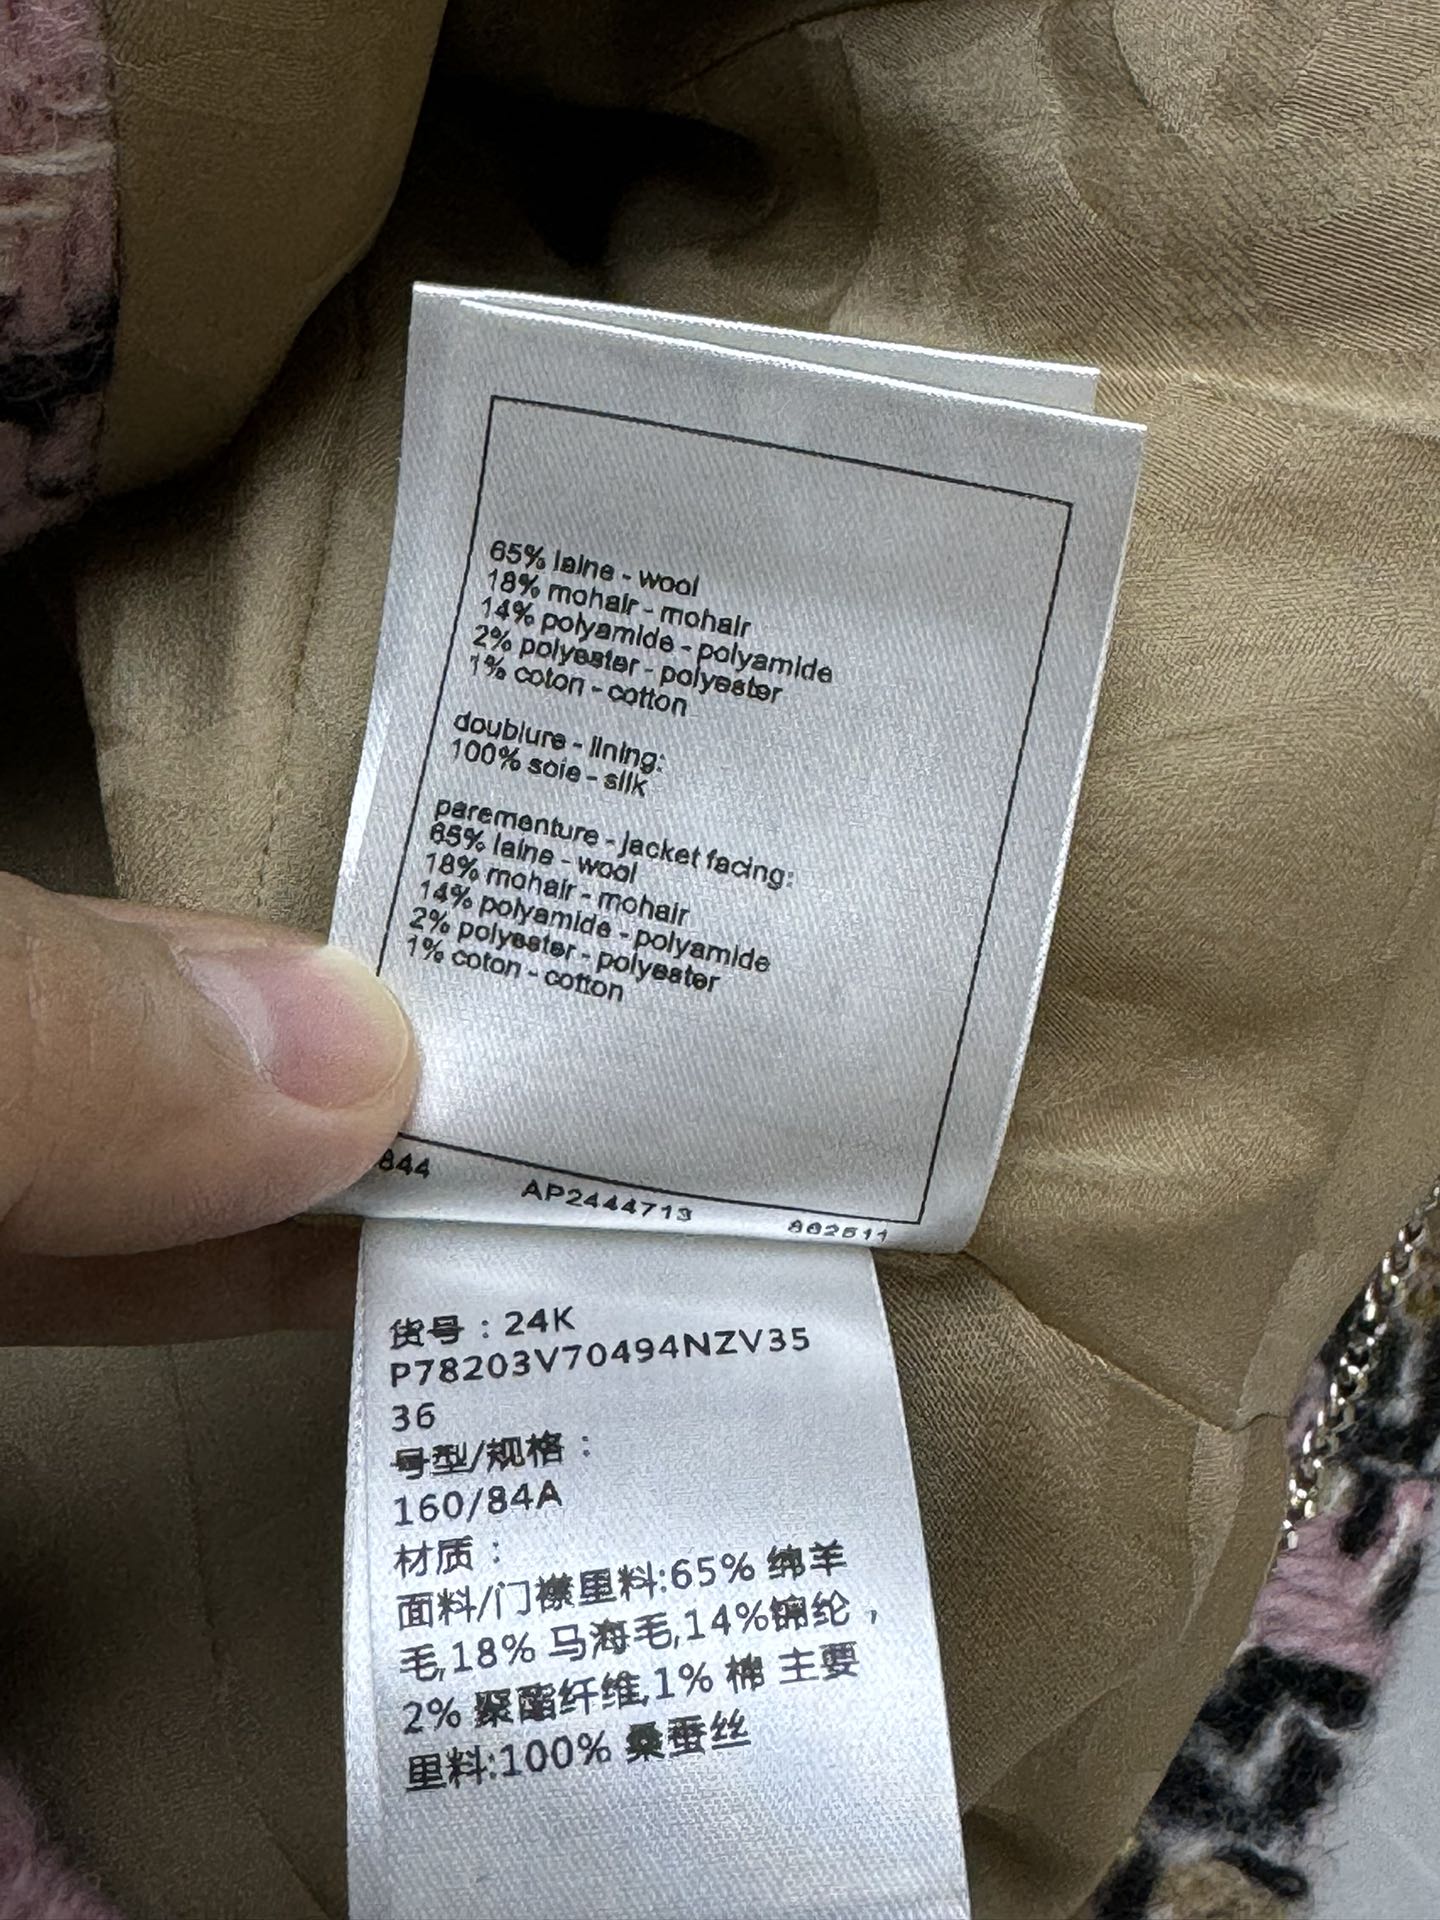 65% laine - wool
18% mohair - mohair
14% polyamide - polyamide
2% polyester - polyester
1% coton - cotton
doublure - lining:
100% soie - silk
parementure - jacket facing:
65% laine - wool
18% mohair - mohair
14% polyamide - polyamide
2% polyester - polyester
1% coton - cotton
844 AP2444713 862511
货号：24K
P78203V70494NZV35
36
号型/规格：
160/84A
材质：
面料/门襟里料:65% 绵羊
毛,18% 马海毛,14%锦纶，
2% 聚酯纤维,1% 棉 主要
里料:100% 桑蚕丝